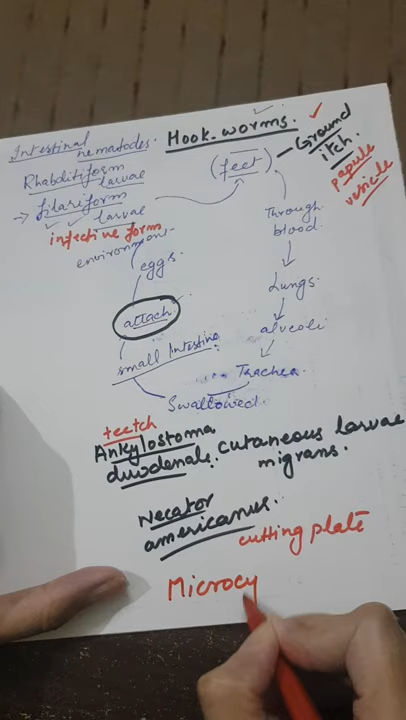 Intestinal nematodes.
Hook-worms.
Rhabditiform
larvae
→ filariform
larvae
infective form
environment
eggs.
attach
small Intestine
Swallowed.
Trachea
alveoli
Lungs.
Through
blood.
(feet)
Ground
itch.
papule
vesicle
teetch
Ankylostoma
duodenale.
Cutaneous larvae
migrans.
Necator
americanus.
cutting plate
Microcy